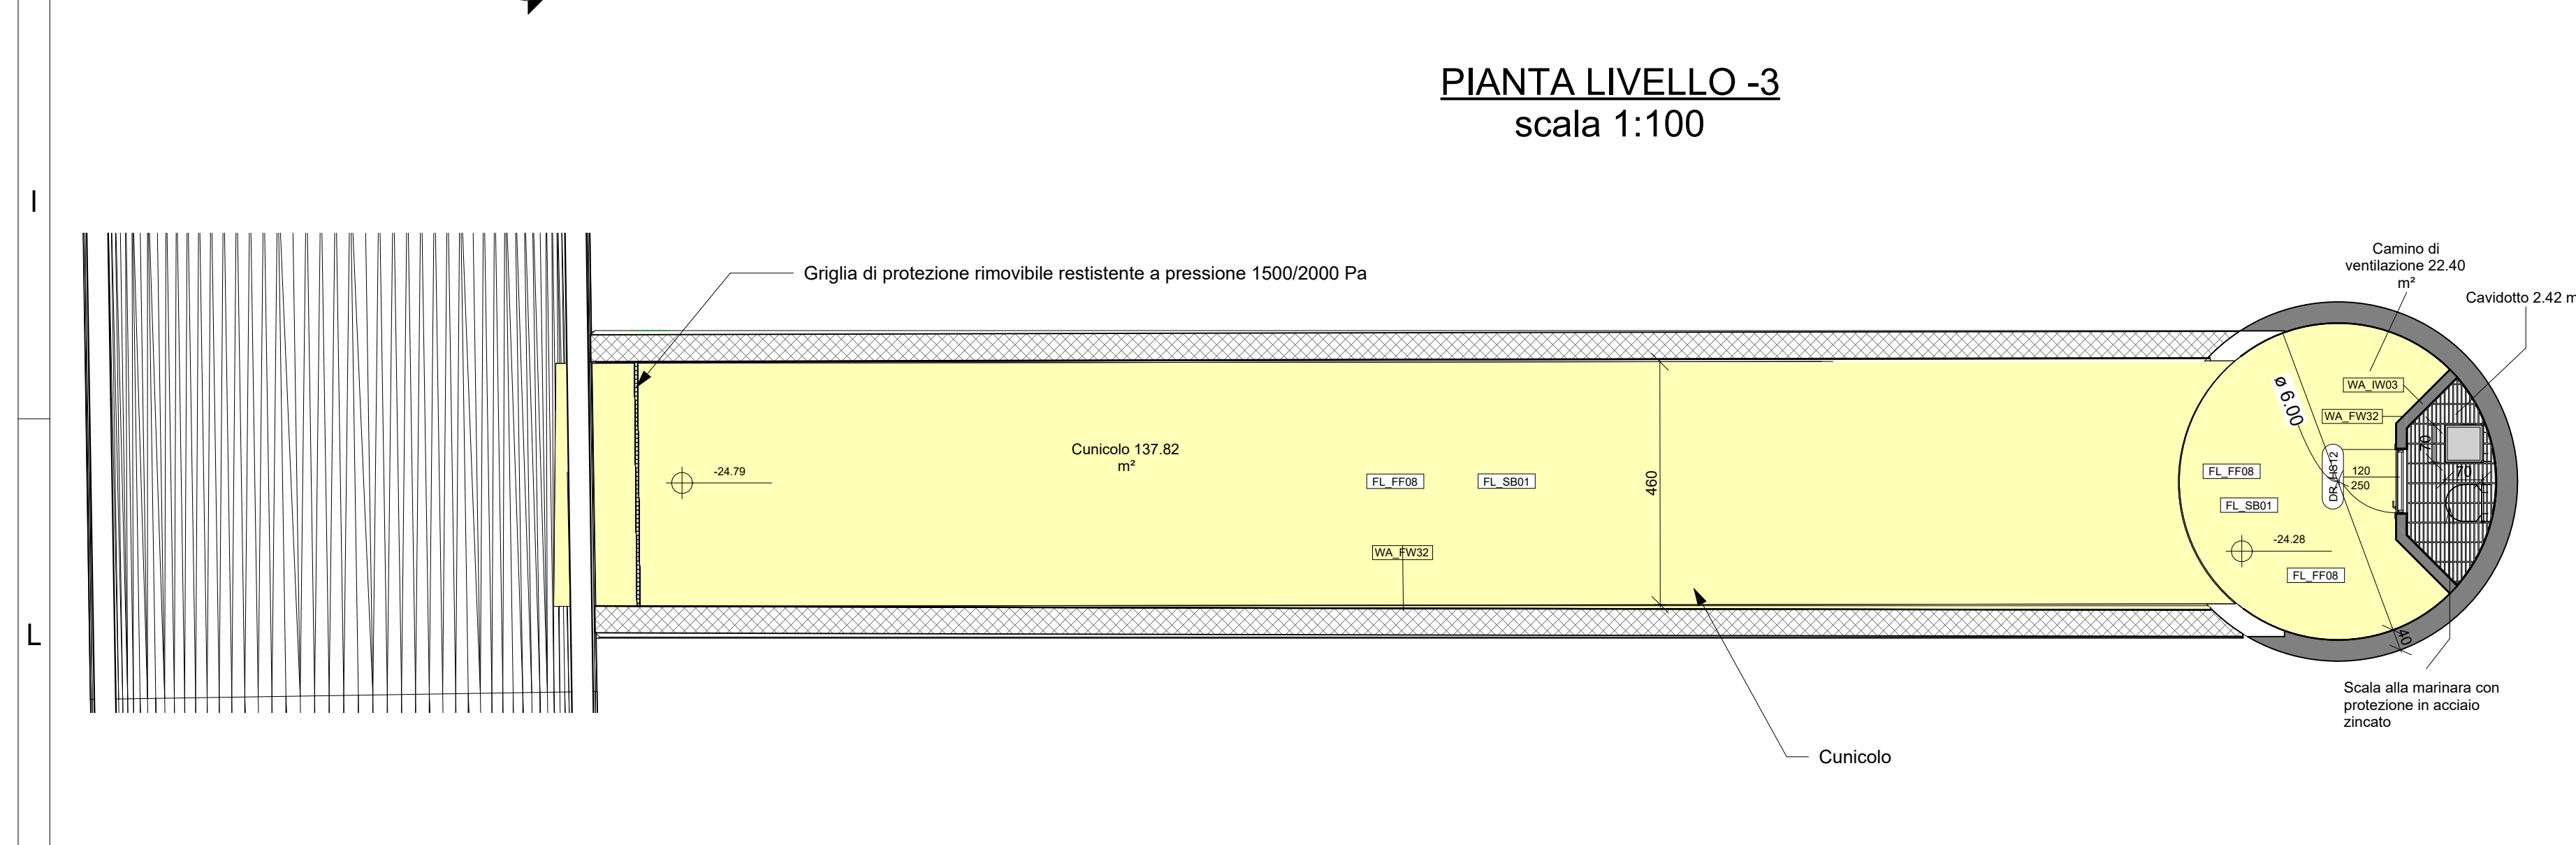 PIANTA LIVELLO -3
scala 1:100
I
L
Griglia di protezione rimovibile restistente a pressione 1500/2000 Pa
Camino di
ventilazione 22.40
m²
Cavidotto 2.42 m
WA_IW03
ø 6.00
WA_FW32
70
Cunicolo 137.82
m²
-24.79
FL_FF08
FL_SB01
460
FL_FF08
DR_HS12
120
250
70
FL_SB01
WA_FW32
-24.28
FL_FF08
40
Scala alla marinara con
protezione in acciaio
zincato
Cunicolo